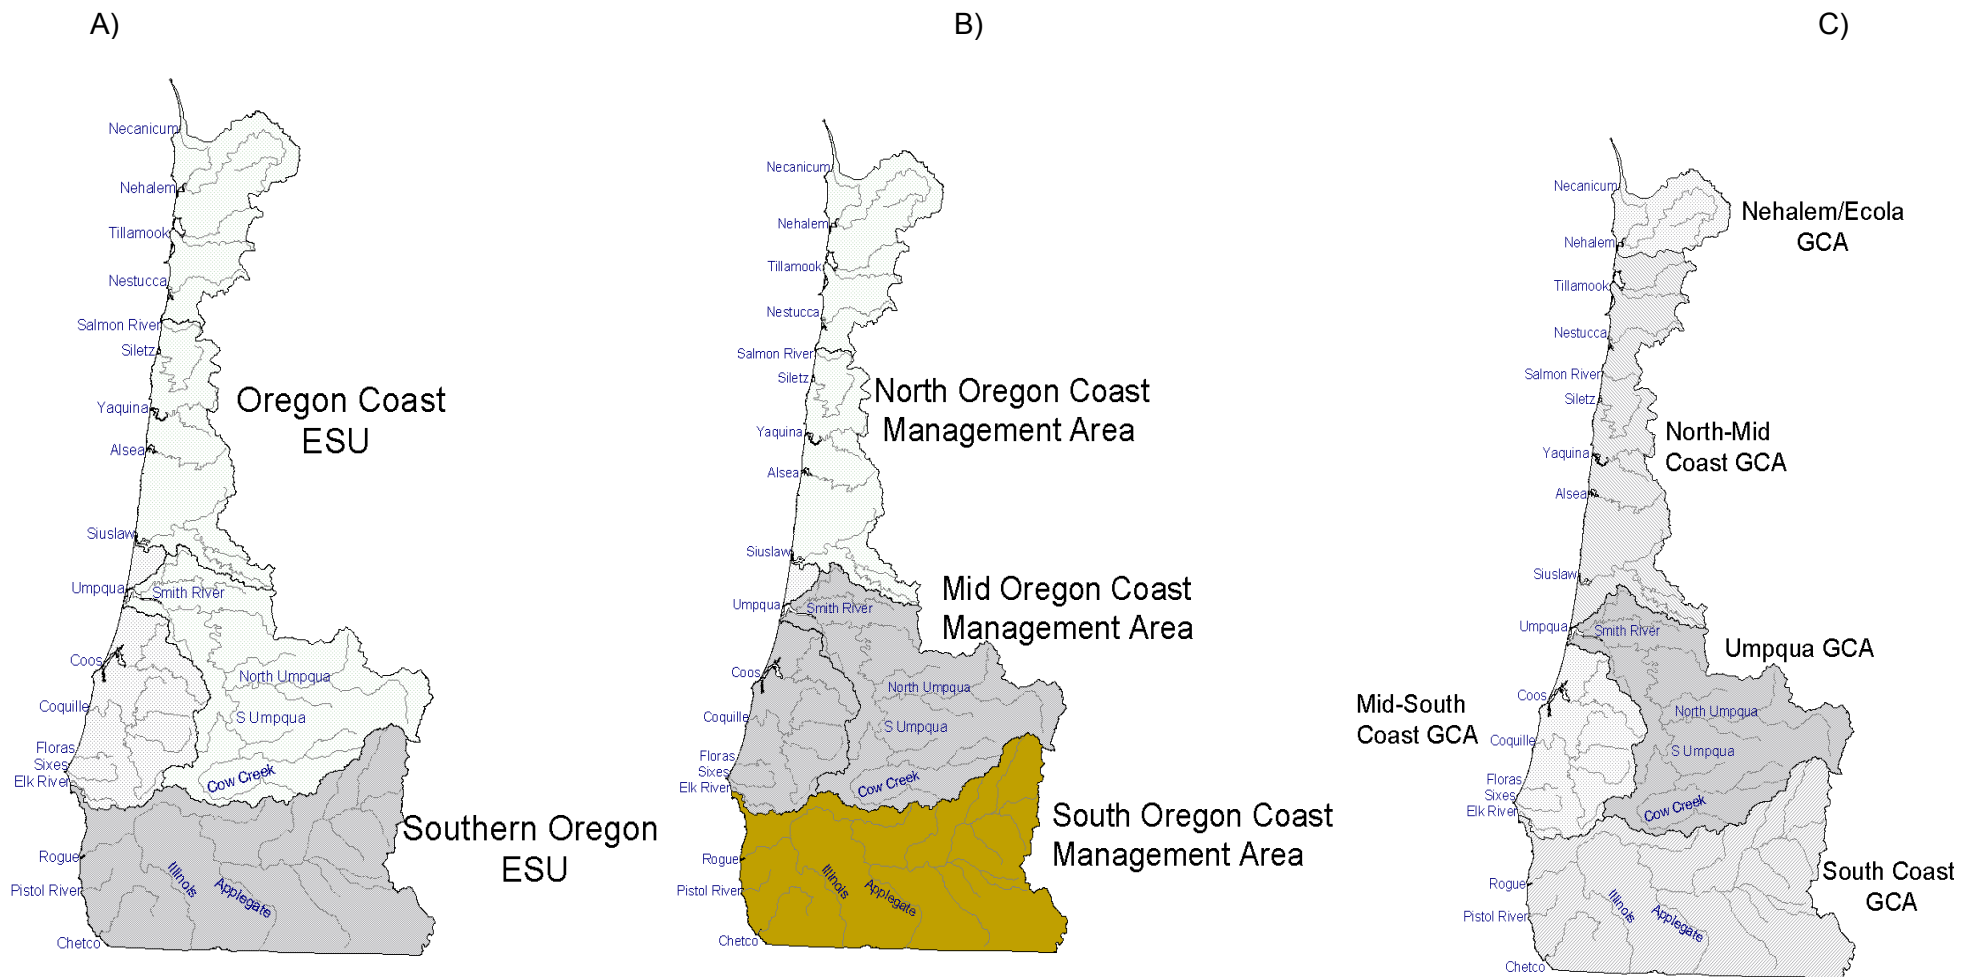 A)
B)
C)
Necanicum
Nehalem
Tillamook
Nestucca
Salmon River
Siletz
Yaquina
Alsea
Siuslaw
Umpqua
Smith River
Coos
North Umpqua
Coquille
S Umpqua
Floras
Sixes
Elk River
Cow Creek
Rogue
Illinois
Pistol River
Applegate
Chetco
Oregon Coast
ESU
Southern Oregon
ESU
Necanicum
Nehalem
Tillamook
Nestucca
Salmon River
Siletz
Yaquina
Alsea
Siuslaw
Umpqua
Smith River
Coos
North Umpqua
Coquille
S Umpqua
Floras
Sixes
Elk River
Cow Creek
Rogue
Illinois
Pistol River
Applegate
Chetco
North Oregon Coast
Management Area
Mid Oregon Coast
Management Area
South Oregon Coast
Management Area
Necanicum
Nehalem
Tillamook
Nestucca
Salmon River
Siletz
Yaquina
Alsea
Siuslaw
Umpqua
Smith River
Coos
North Umpqua
Coquille
S Umpqua
Floras
Sixes
Elk River
Cow Creek
Rogue
Illinois
Pistol River
Applegate
Chetco
Nehalem/Ecola
GCA
North-Mid
Coast GCA
Umpqua GCA
Mid-South
Coast GCA
South Coast
GCA